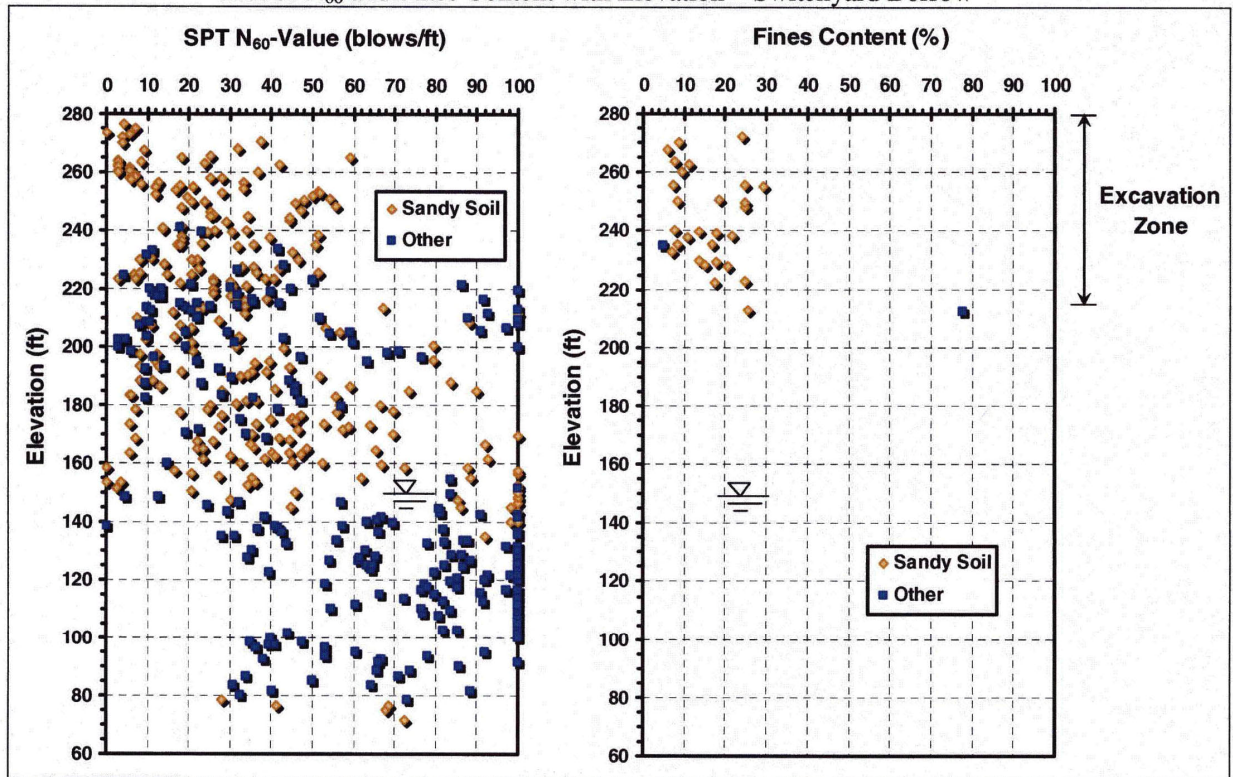 SPT N₆₀-Value (blows/ft)
0 10 20 30 40 50 60 70 80 90 100
280
260
240
220
200
180
160
140
120
100
80
60
Elevation (ft)
Sandy Soil
Other
Fines Content (%)
0 10 20 30 40 50 60 70 80 90 100
280
260
240
220
200
180
160
140
120
100
80
60
Elevation (ft)
Sandy Soil
Other
Excavation
Zone